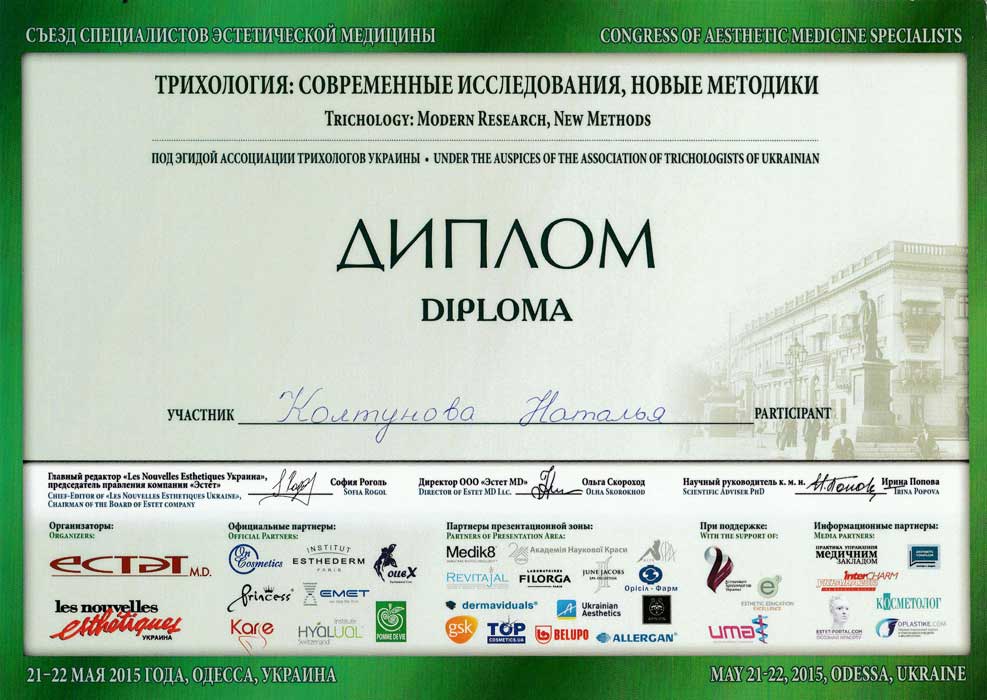 СЪЕЗД СПЕЦИАЛИСТОВ ЭСТЕТИЧЕСКОЙ МЕДИЦИНЫ
CONGRESS OF AESTHETIC MEDICINE SPECIALISTS
ТРИХОЛОГИЯ: СОВРЕМЕННЫЕ ИССЛЕДОВАНИЯ, НОВЫЕ МЕТОДИКИ
TRICHOLOGY: MODERN RESEARCH, NEW METHODS
ПОД ЭГИДОЙ АССОЦИАЦИИ ТРИХОЛОГОВ УКРАИНЫ • UNDER THE AUSPICES OF THE ASSOCIATION OF TRICHOLOGISTS OF UKRAINIAN
ДИПЛОМ
DIPLOMA
УЧАСТНИК Колтунова Наталья PARTICIPANT
Главный редактор «Les Nouvelles Esthetiques Украина»,
председатель правления компании «Эстет»
CHIEF-EDITOR OF «LES NOUVELLES ESTHETIQUES UKRAINE»,
CHAIRMAN OF THE BOARD OF ESTET COMPANY
София Роголь
SOFIA ROGOL
Директор ООО «Эстет MD»
DIRECTOR OF ESTET MD LLC.
Ольга Скороход
OLHA SKOROKHOD
Научный руководитель к. м. н.
SCIENTIFIC ADVISER PHD
Ирина Попова
IRINA POPOVA
Организаторы:
ORGANIZERS:
ЭСТЭТ M.D.
les nouvelles
esthétiques
УКРАИНА
Официальные партнеры:
OFFICIAL PARTNERS:
On Cosmetics
INSTITUT
ESTHEDERM
PARIS
Princess
EMET
Kare
HYALUAL
Switzerland
POMME DE VIE
Партнеры презентационной зоны:
PARTNERS OF PRESENTATION AREA:
Medik8
Академія Наукової Краси
REVITAJAL
LABORATOIRES
FILORGA
JUNE JACOBS
SPA COLLECTION
Орісіл - Фарм
dermaviduals
Ukrainian
Aesthetics
gsk
TOP
COSMETICS.UA
BELUPO
ALLERGAN
При поддержке:
WITH THE SUPPORT OF:
ESTHETIC EDUCATION
EXCELLENCE
uma
Информационные партнеры:
MEDIA PARTNERS:
ПРАКТИКА УПРАВЛІННЯ
МЕДИЧНИМ
ЗАКЛАДОМ
InterCHARM
КОСМЕТОЛОГ
ESTET-PORTAL.COM
OPLASTIKE.COM
21–22 МАЯ 2015 ГОДА, ОДЕССА, УКРАИНА
MAY 21-22, 2015, ODESSA, UKRAINE